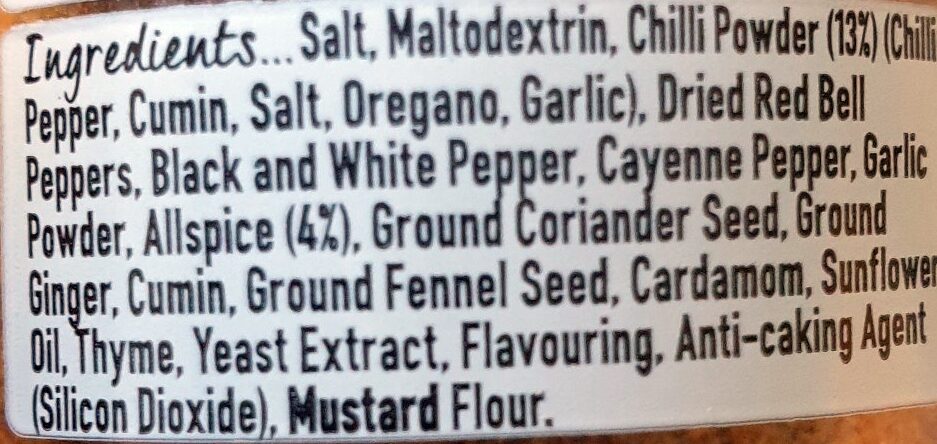 Ingredients... Salt, Maltodextrin, Chilli Powder (13%) (Chilli
Pepper, Cumin, Salt, Oregano, Garlic), Dried Red Bell
Peppers, Black and White Pepper, Cayenne Pepper, Garlic
Powder, Allspice (4%), Ground Coriander Seed, Ground
Ginger, Cumin, Ground Fennel Seed, Cardamom, Sunflower
Oil, Thyme, Yeast Extract, Flavouring, Anti-caking Agent
(Silicon Dioxide), Mustard Flour.